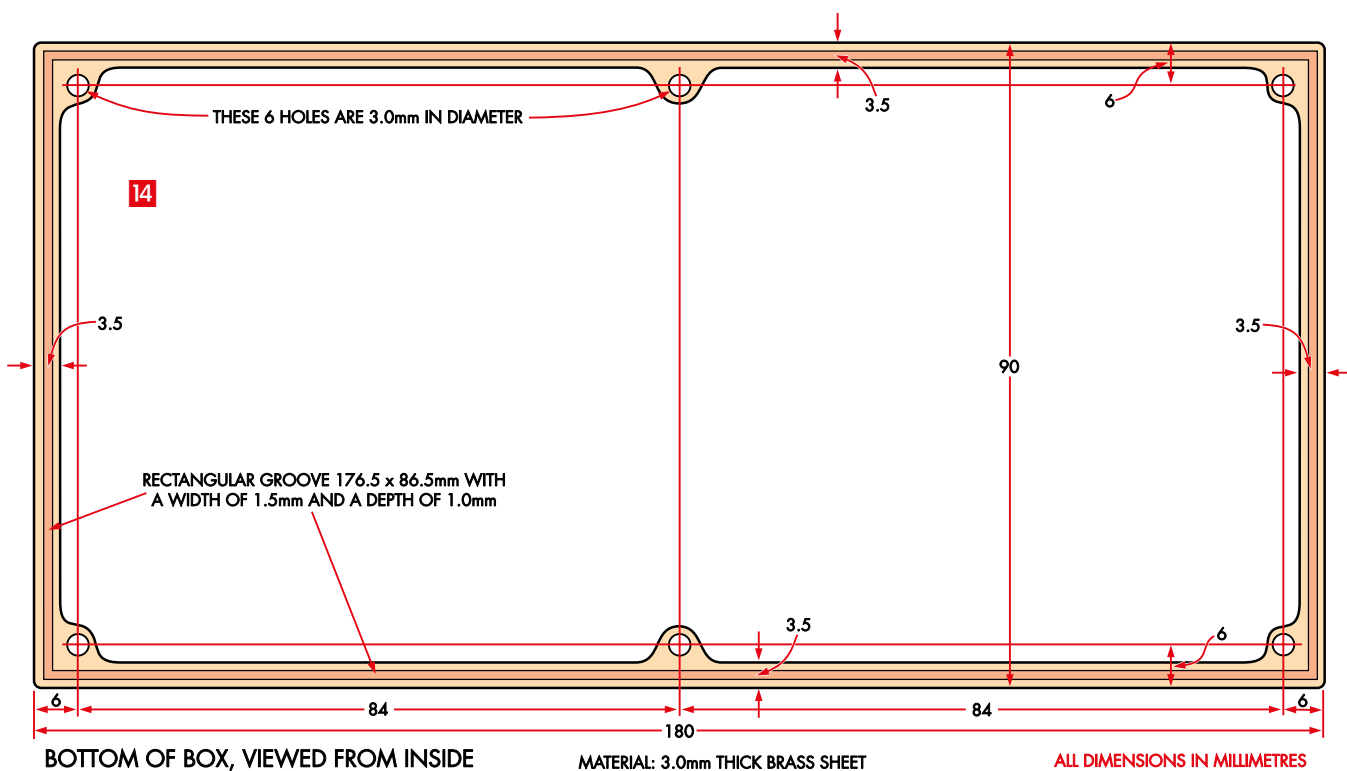 3.5
6
THESE 6 HOLES ARE 3.0mm IN DIAMETER
14
3.5
3.5
90
RECTANGULAR GROOVE 176.5 x 86.5mm WITH
A WIDTH OF 1.5mm AND A DEPTH OF 1.0mm
3.5
6
6
84
84
6
180
BOTTOM OF BOX, VIEWED FROM INSIDE
MATERIAL: 3.0mm THICK BRASS SHEET
ALL DIMENSIONS IN MILLIMETRES